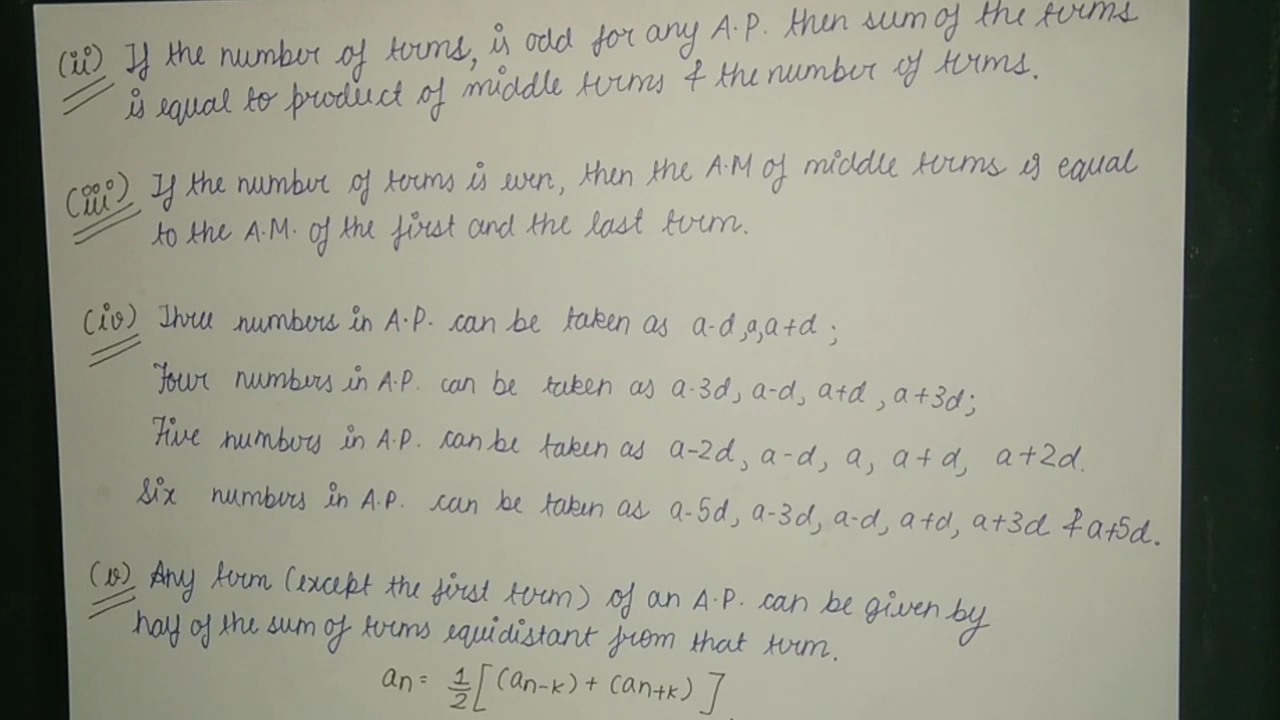 (ii) If the number of terms, is odd for any A.P. then sum of the terms
is equal to product of middle terms & the number of terms.
(iii) If the number of terms is even, then the A.M of middle terms is equal
to the A.M. of the first and the last term.
(iv) Three numbers in A.P. can be taken as a-d,a,a+d;
Four numbers in A.P. can be taken as a-3d, a-d, a+d, a+3d;
Five numbers in A.P. can be taken as a-2d, a-d, a, a+d, a+2d.
Six numbers in A.P. can be taken as a-5d, a-3d, a-d, a+d, a+3d & a+5d.
(v) Any term (except the first term) of an A.P. can be given by
half of the sum of terms equidistant from that term.
an = 1/2 [(an-k) + (an+k)]